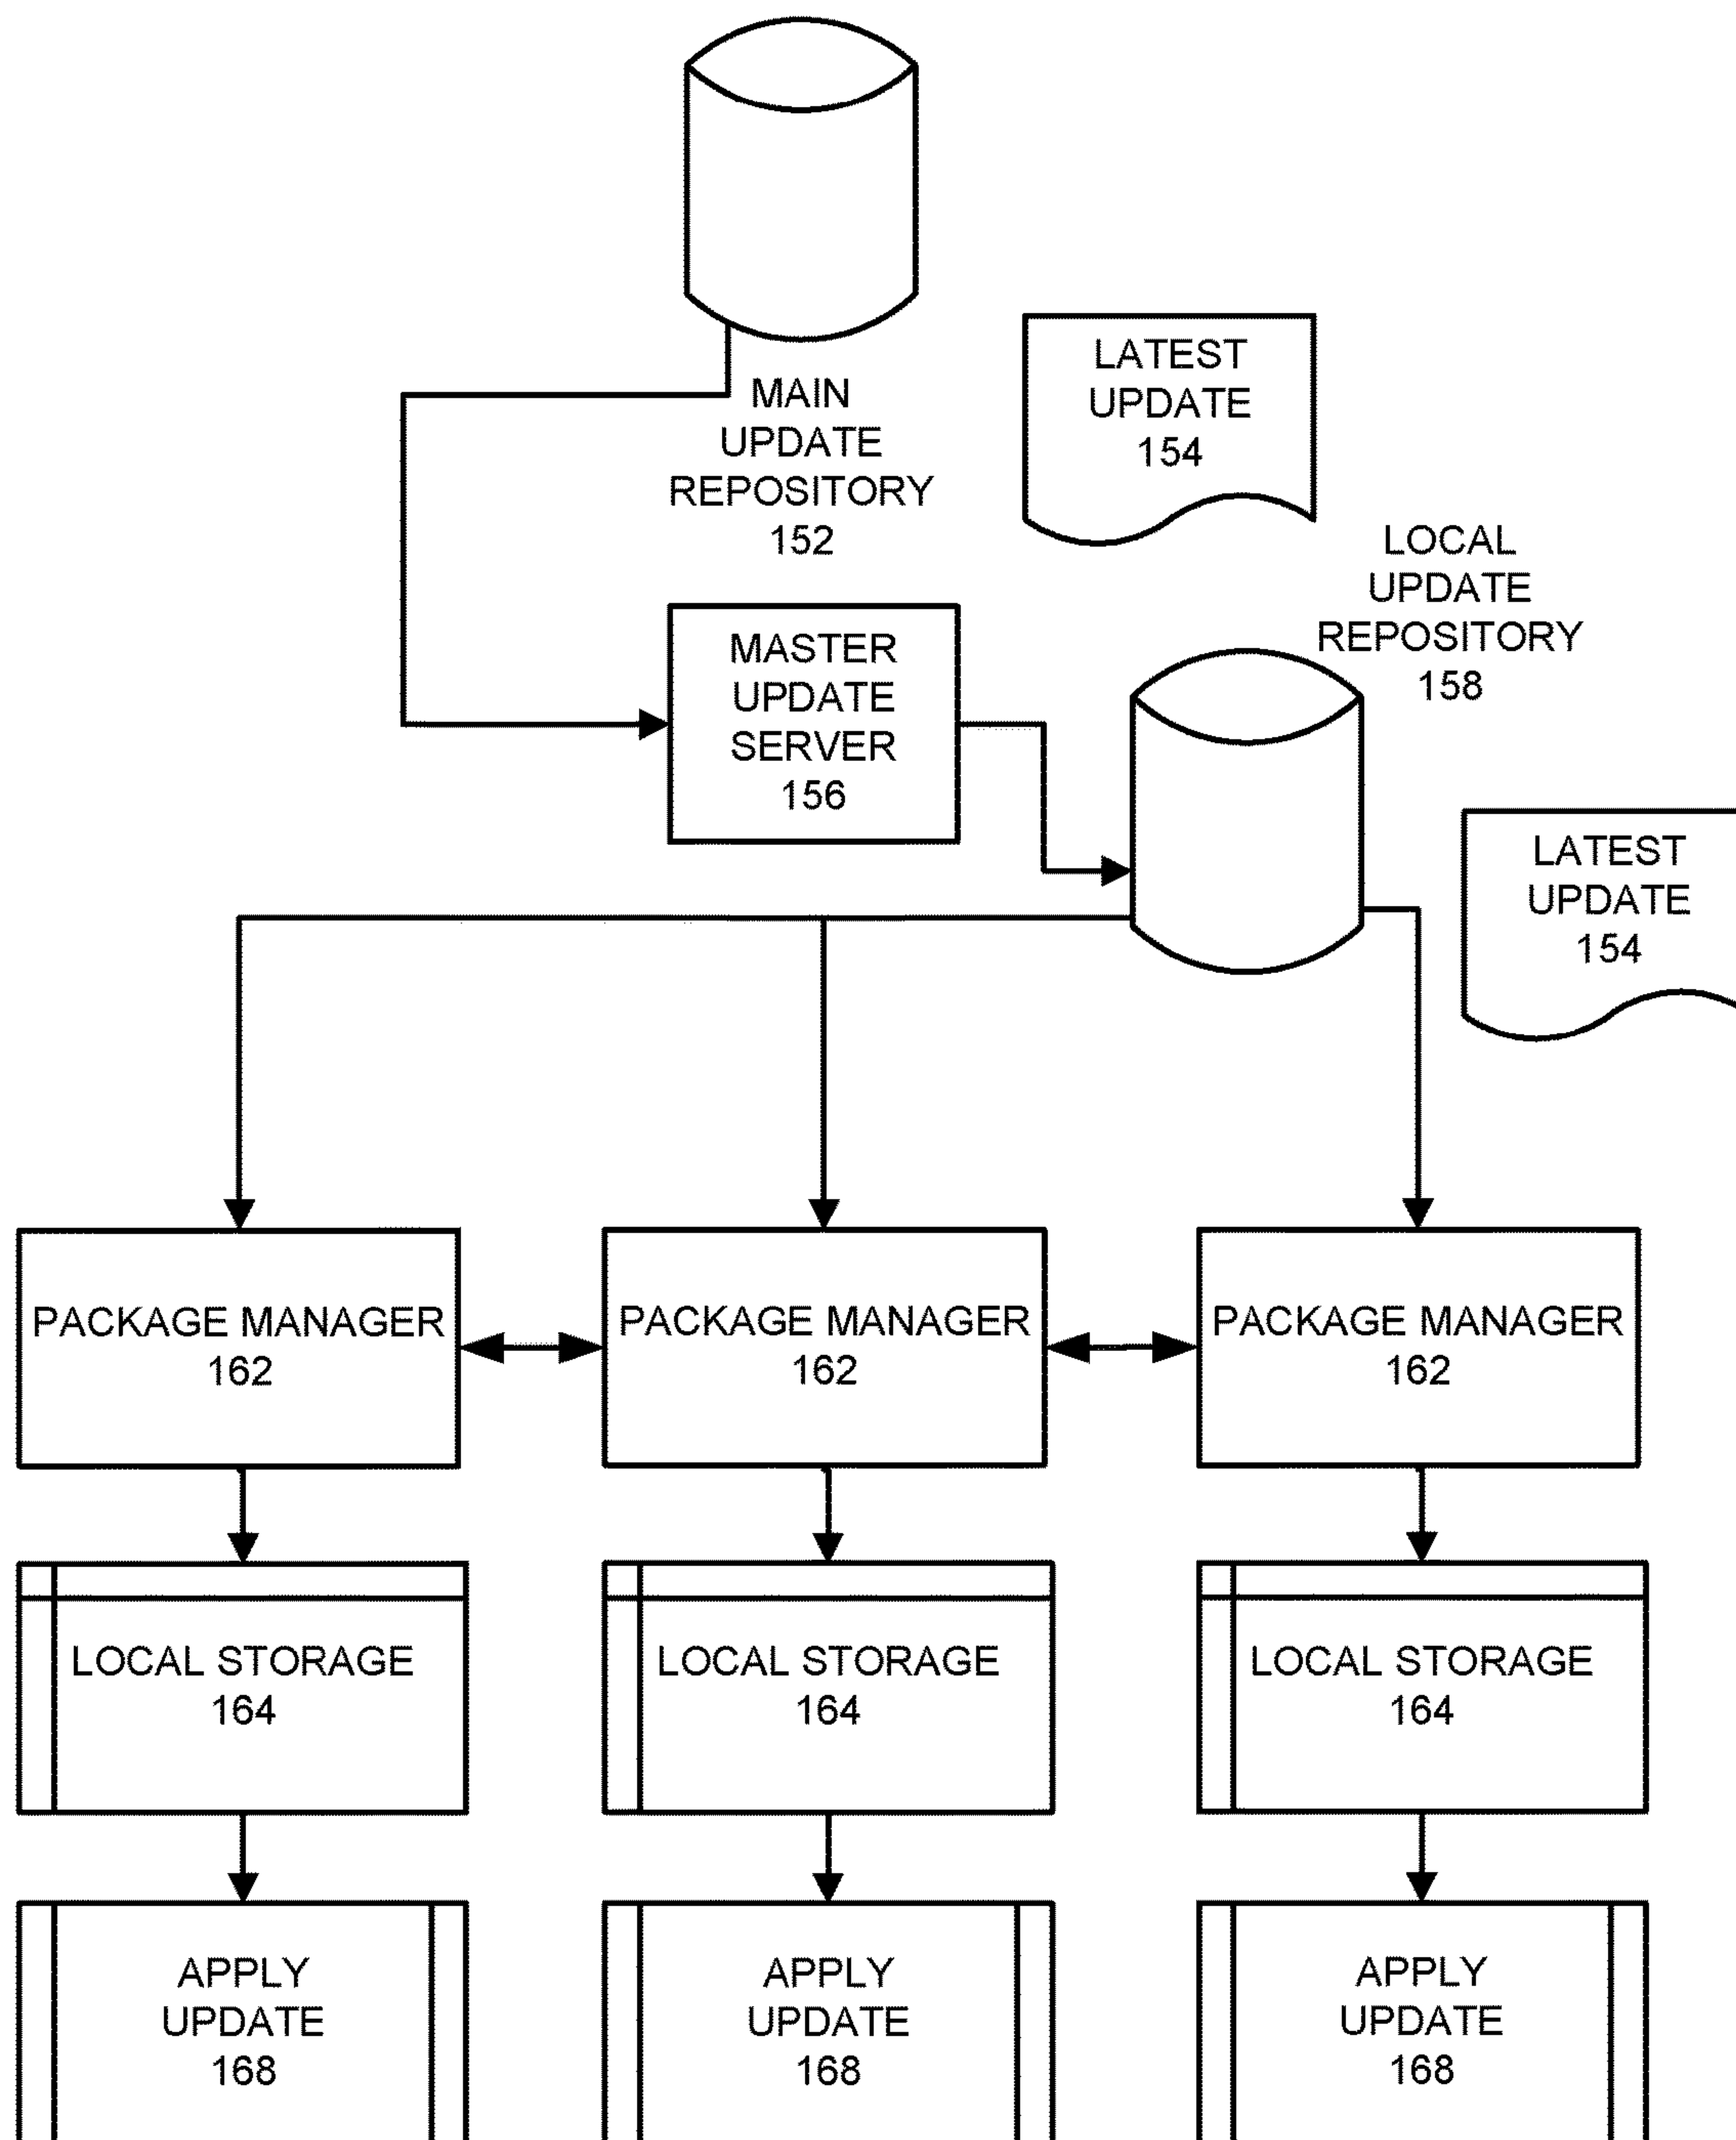 MAIN
UPDATE
REPOSITORY
152
LATEST
UPDATE
154
LOCAL
UPDATE
REPOSITORY
158
MASTER
UPDATE
SERVER
156
LATEST
UPDATE
154
PACKAGE MANAGER
162
PACKAGE MANAGER
162
PACKAGE MANAGER
162
LOCAL STORAGE
164
LOCAL STORAGE
164
LOCAL STORAGE
164
APPLY
UPDATE
168
APPLY
UPDATE
168
APPLY
UPDATE
168